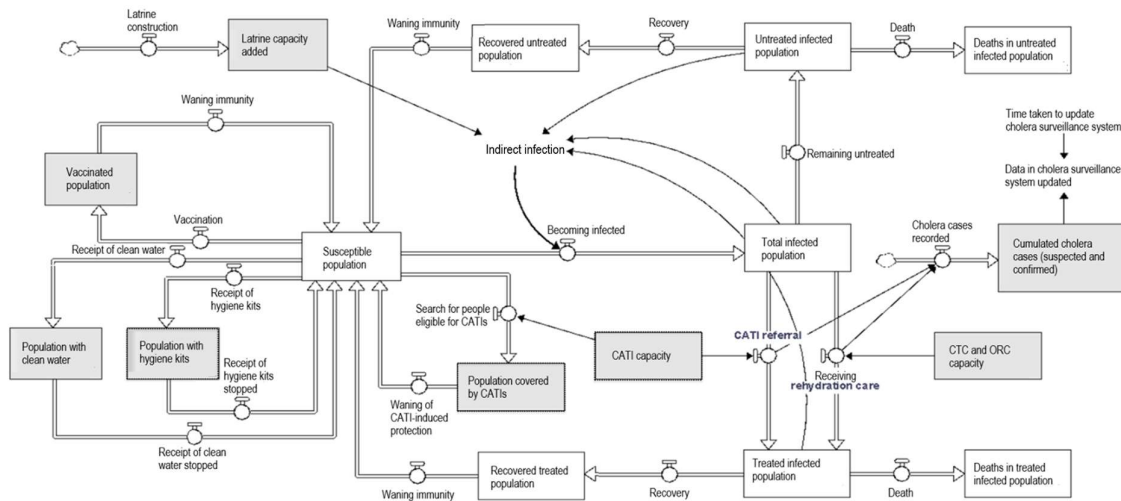 Latrine
construction
Latrine capacity
added
Waning immunity
Recovered untreated
population
Recovery
Untreated infected
population
Death
Deaths in untreated
infected population
Waning immunity
Time taken to update
cholera surveillance system
Indirect infection
Remaining untreated
Vaccinated
population
Data in cholera surveillance
system updated
Vaccination
Receipt of clean water
Susceptible
population
Becoming infected
Total infected
population
Cholera cases
recorded
Cumulated cholera
cases (suspected and
confirmed)
Receipt of
hygiene kits
Search for people
eligible for CATIs
Population with
clean water
Population with
hygiene kits
CATI referral
CATI capacity
CTC and ORC
capacity
Receipt
of hygiene kits
stopped
Population covered
by CATIs
Receiving
rehydration care
Waning of
CATI-induced
protection
Receipt of clean
water stopped
Waning immunity
Recovered treated
population
Recovery
Treated infected
population
Death
Deaths in treated
infected population